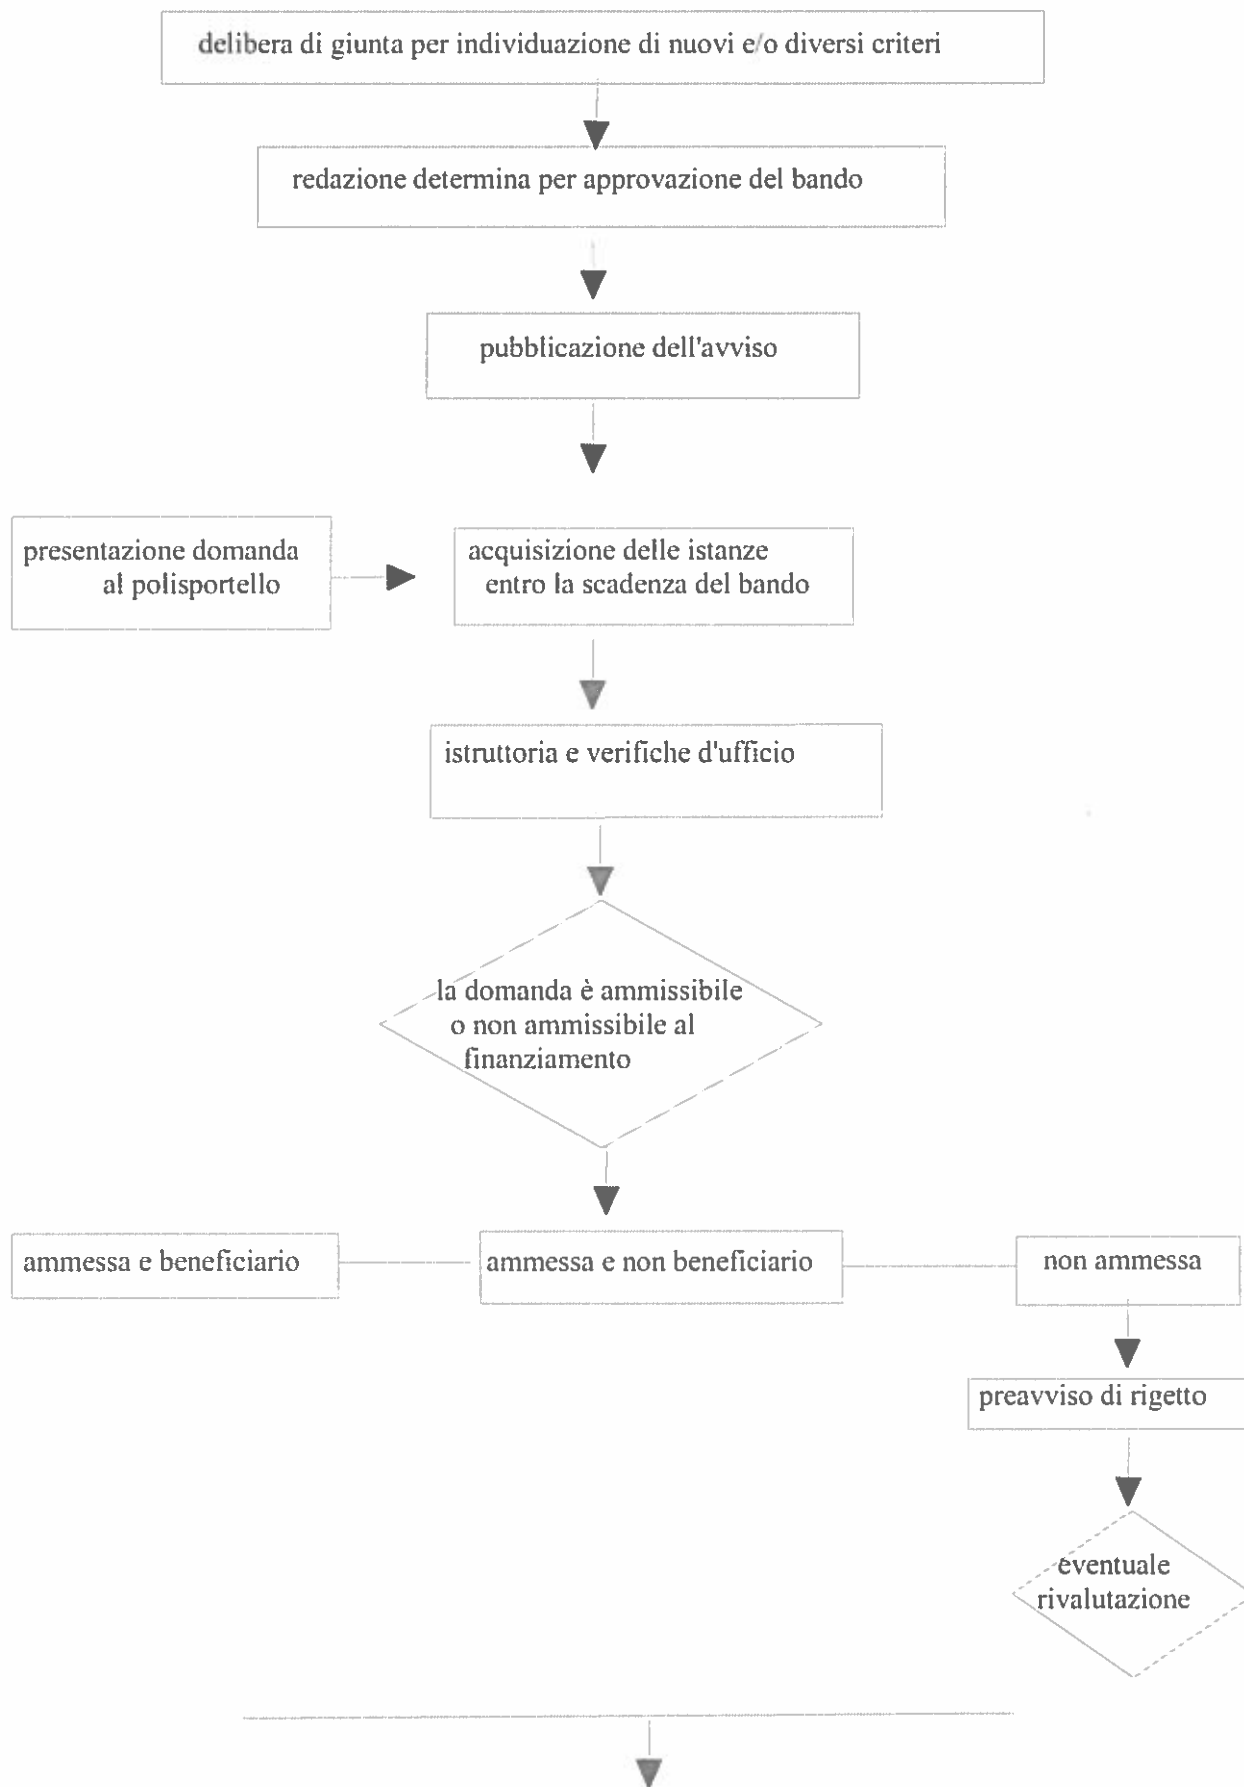 delibera di giunta per individuazione di nuovi e/o diversi criteri
redazione determina per approvazione del bando
pubblicazione dell'avviso
presentazione domanda
al polisportello
acquisizione delle istanze
entro la scadenza del bando
istruttoria e verifiche d'ufficio
la domanda è ammissibile
o non ammissibile al
finanziamento
ammessa e beneficiario
ammessa e non beneficiario
non ammessa
preavviso di rigetto
eventuale
rivalutazione